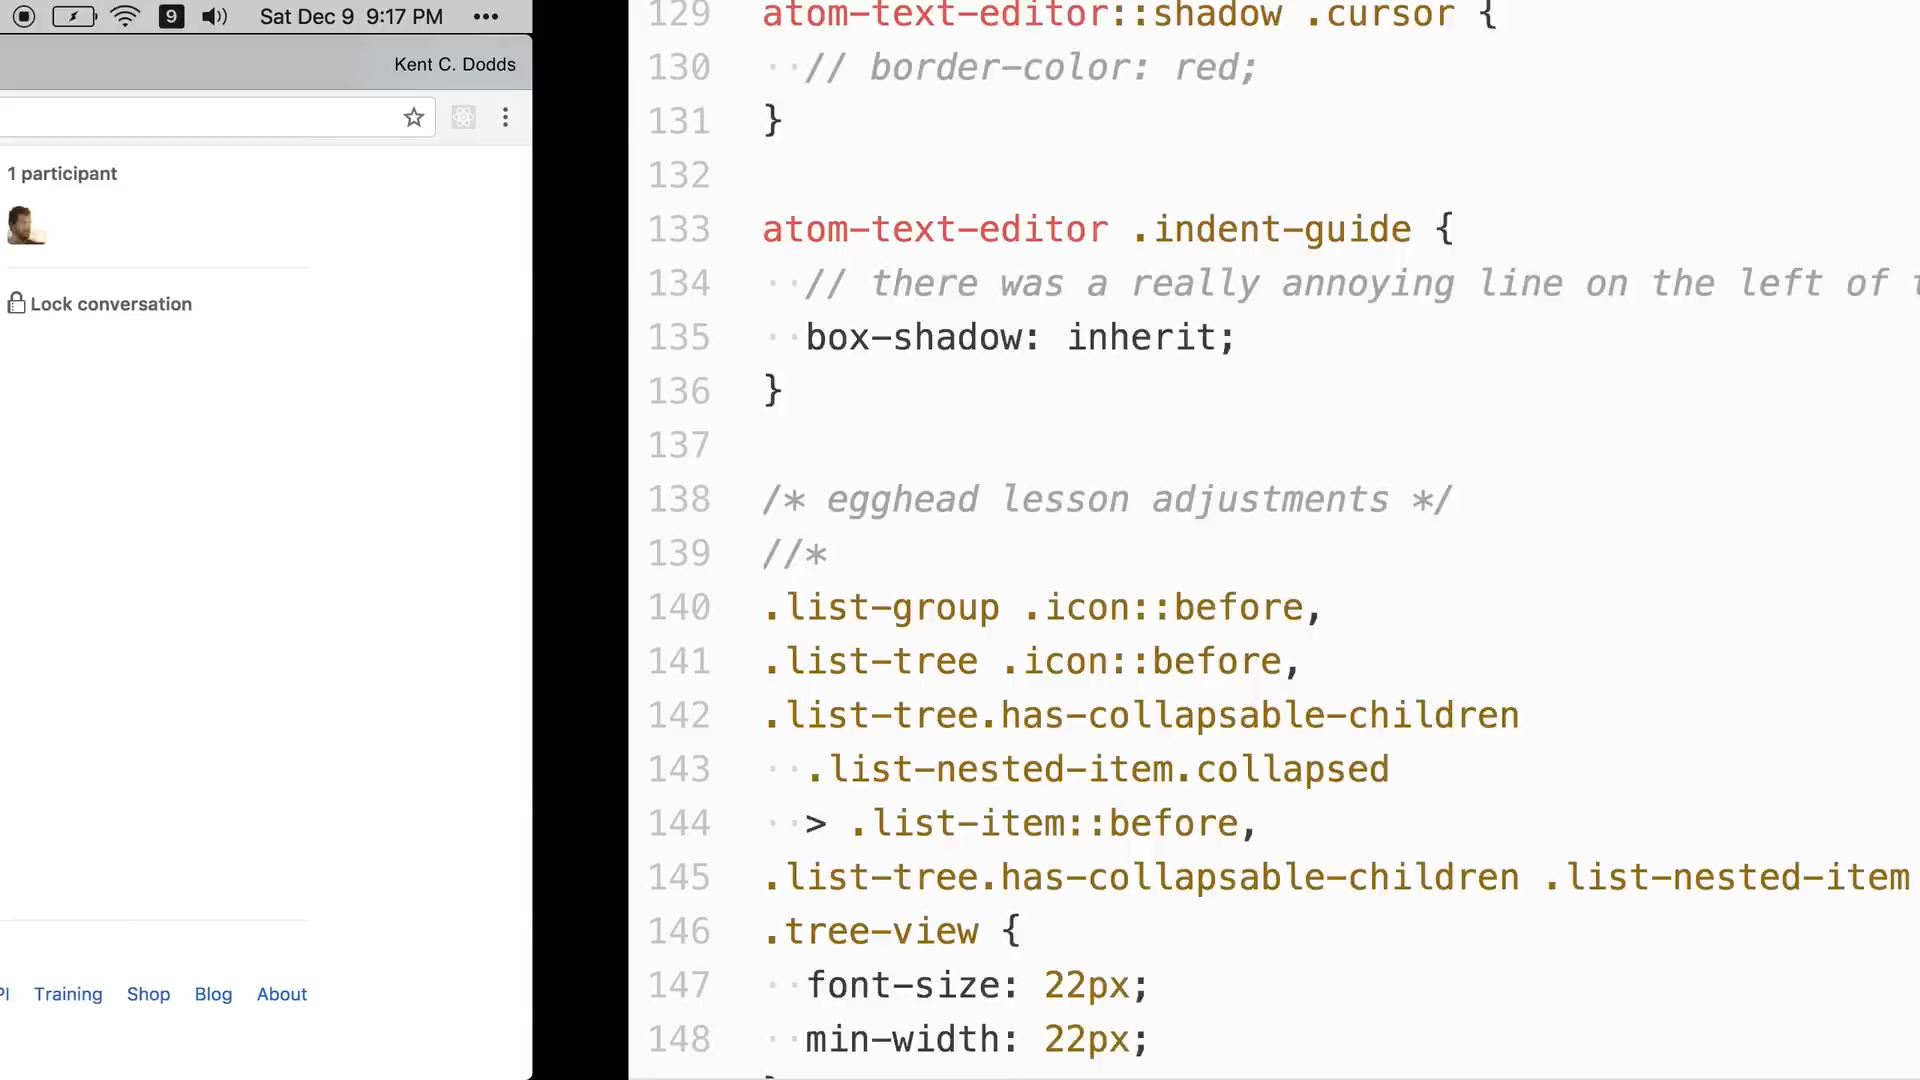 9
Sat Dec 9 9:17 PM
Kent C. Dodds
1 participant
Lock conversation
PI Training Shop Blog About
129 atom-text-editor::shadow .cursor {
130 // border-color: red;
131 }
132
133 atom-text-editor .indent-guide {
134 // there was a really annoying line on the left of
135 box-shadow: inherit;
136 }
137
138 /* egghead lesson adjustments */
139 //*
140 .list-group .icon::before,
141 .list-tree .icon::before,
142 .list-tree.has-collapsable-children
143 .list-nested-item.collapsed
144 > .list-item::before,
145 .list-tree.has-collapsable-children .list-nested-item
146 .tree-view {
147 font-size: 22px;
148 min-width: 22px;